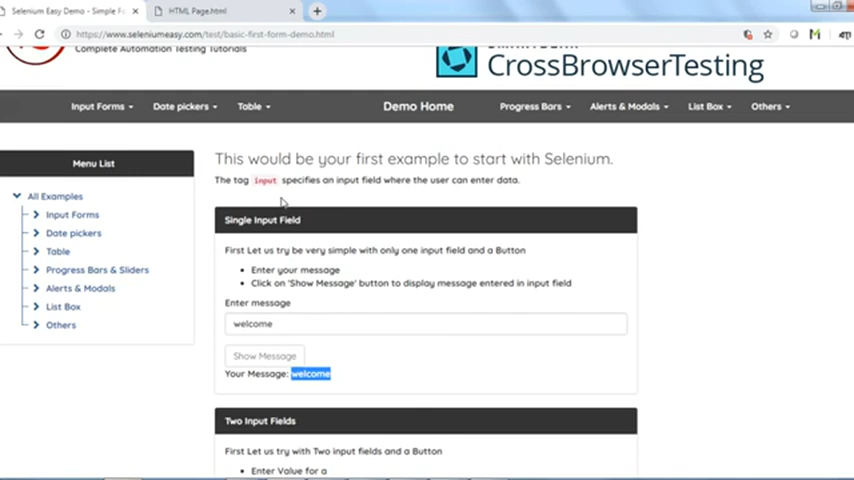 Selenium Easy Demo - Simple Fo
HTML Page.html
https://www.seleniumeasy.com/test/basic-first-form-demo.html
Complete Automation Testing Tutorials
CrossBrowserTesting
Input Forms Date pickers Table Demo Home Progress Bars Alerts & Modals List Box Others
Menu List
All Examples
Input Forms
Date pickers
Table
Progress Bars & Sliders
Alerts & Modals
List Box
Others
This would be your first example to start with Selenium.
The tag input specifies an input field where the user can enter data.
Single Input Field
First Let us try be very simple with only one input field and a Button
Enter your message
Click on 'Show Message' button to display message entered in input field
Enter message
welcome
Show Message
Your Message: welcome
Two Input Fields
First Let us try with Two input fields and a Button
Enter Value for a